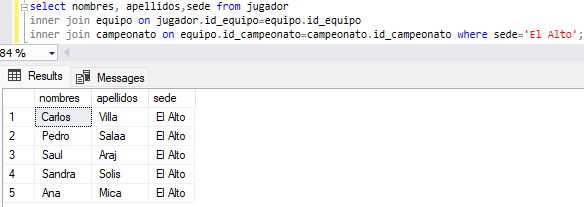 select nombres, apellidos,sede from jugador
inner join equipo on jugador.id_equipo=equipo.id_equipo
inner join campeonato on equipo.id_campeonato=campeonato.id_campeonato where sede='El Alto';
84 %
Results Messages
nombres apellidos sede
1 Carlos Villa El Alto
2 Pedro Salaa El Alto
3 Saul Araj El Alto
4 Sandra Solis El Alto
5 Ana Mica El Alto